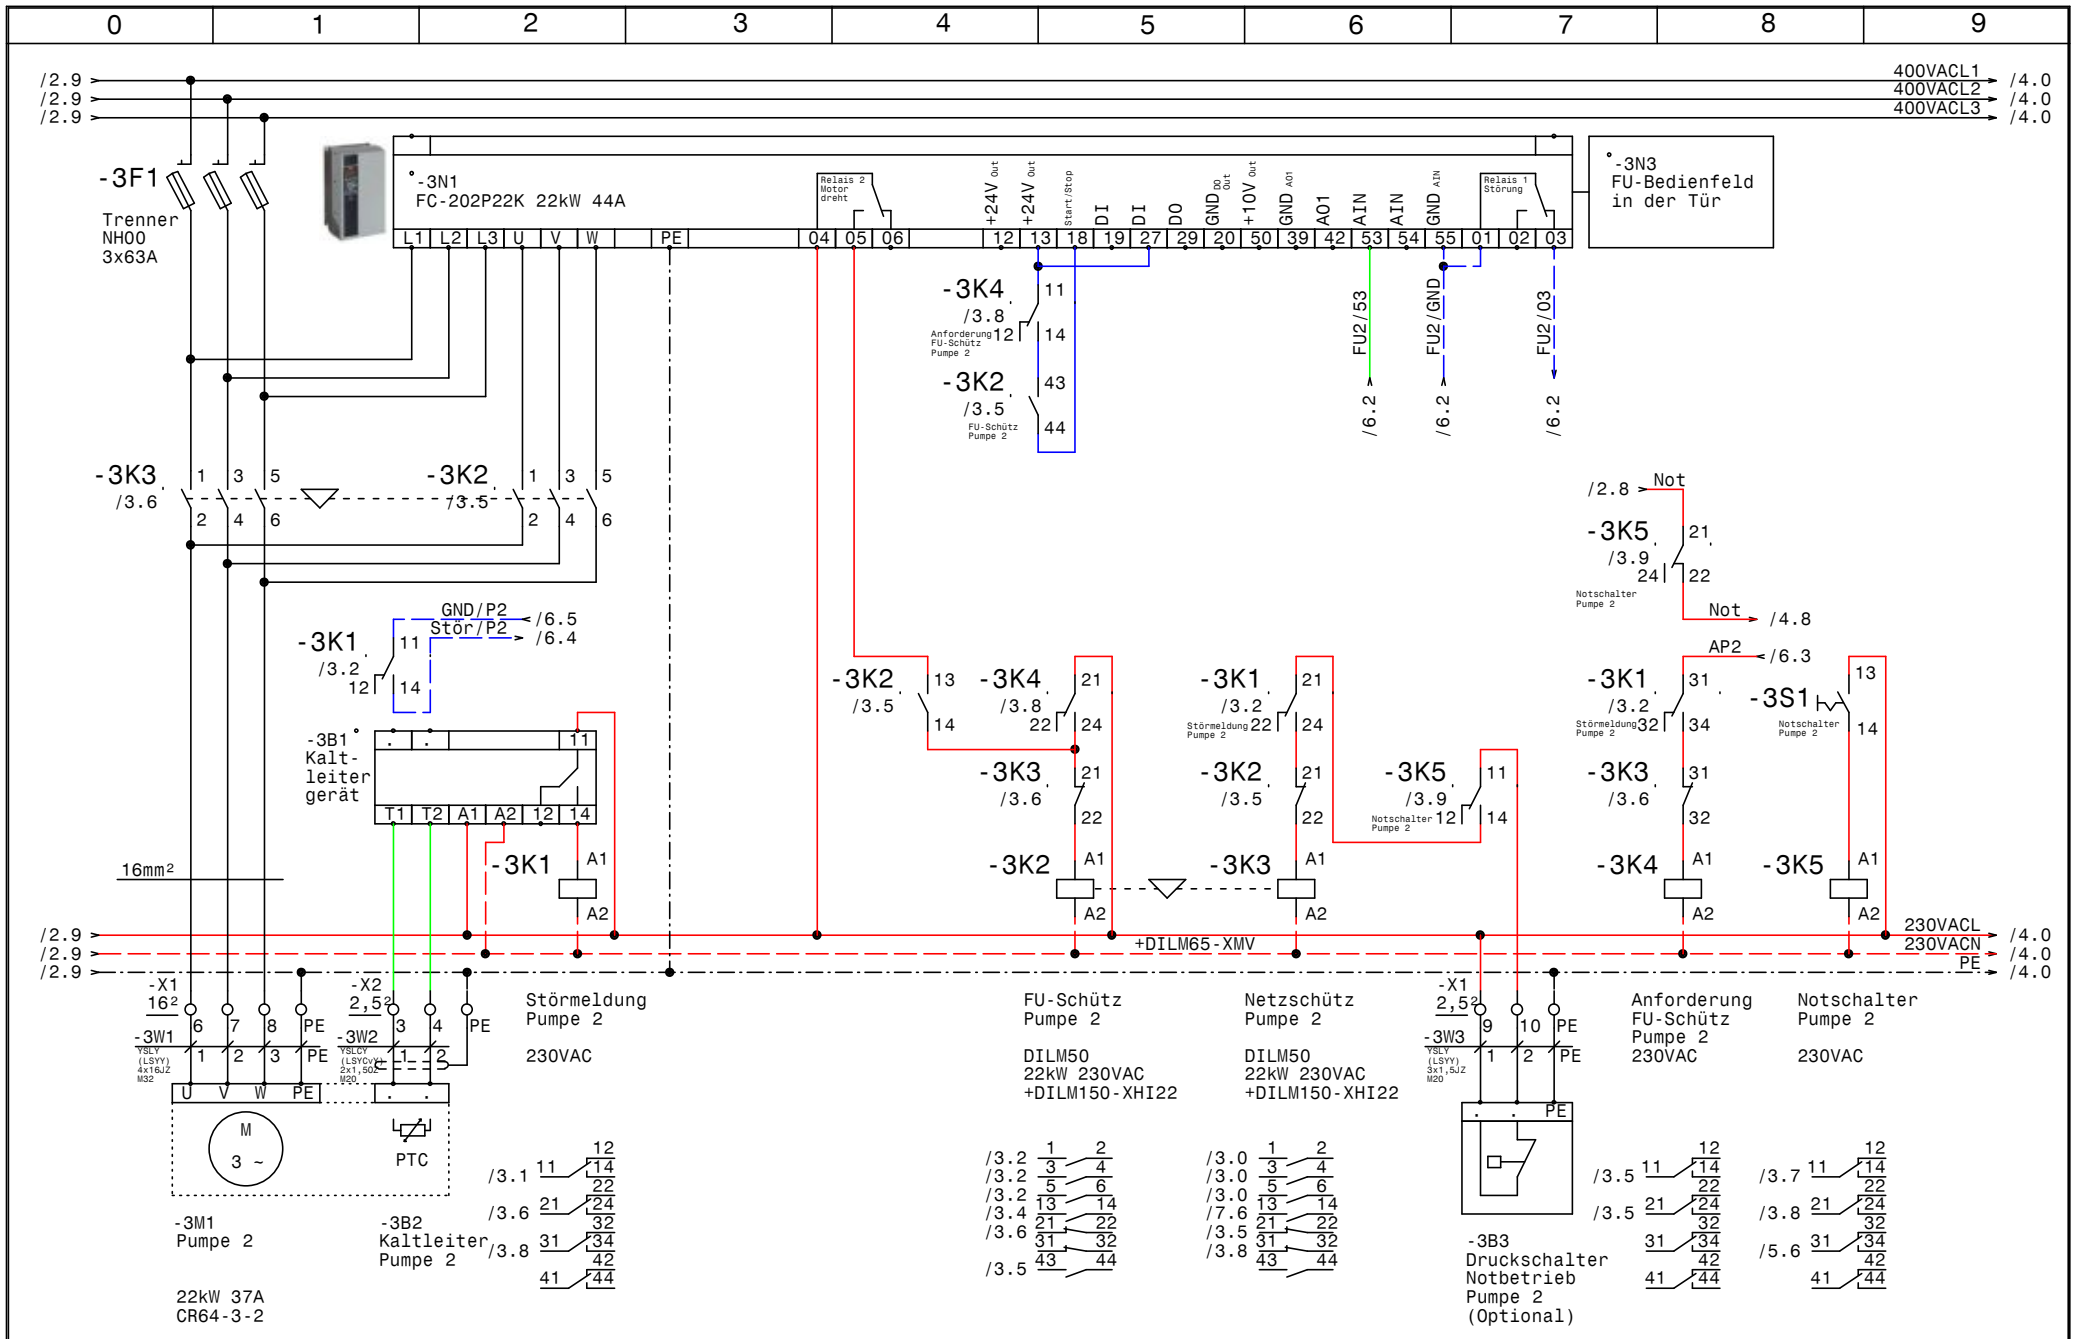 0 1 2 3 4 5 6 7 8 9
/2.9 400VACL1 /4.0
/2.9 400VACL2 /4.0
/2.9 400VACL3 /4.0
-3F1
Trenner
NH00
3x63A
-3N1
FC-202P22K 22kW 44A
Relais 2
Motor
dreht
+24V Out
+24V Out
Start/Stop
DI
DI
DO
GND DO Out
+10V Out
GND AO1
AO1
AIN
AIN
GND AIN
Relais 1
Störung
L1 L2 L3 U V W PE 04 05 06 12 13 18 19 27 29 20 50 39 42 53 54 55 01 02 03
-3N3
FU-Bedienfeld
in der Tür
-3K4
/3.8
Anforderung
FU-Schütz
Pumpe 2
11
12 14
-3K2
/3.5
FU-Schütz
Pumpe 2
43
44
FU2/53
/6.2
FU2/GND
/6.2
FU2/03
/6.2
-3K3
/3.6
1 3 5
2 4 6
-3K2
/3.5
1 3 5
2 4 6
/2.8 Not
-3K5
/3.9
21
24 22
Notschalter
Pumpe 2
Not /4.8
GND/P2 /6.5
Stör/P2 /6.4
-3K1
/3.2
11
12 14
-3B1
Kalt-
leiter
gerät
11
T1 T2 A1 A2 12 14
-3K1
A1
A2
16mm²
-3K2
/3.5
13
14
-3K4
/3.8
21
22 24
-3K3
/3.6
21
22
-3K2
A1
A2
-3K1
/3.2
Störmeldung
Pumpe 2
21
22 24
-3K2
/3.5
21
22
-3K3
A1
A2
-3K5
/3.9
Notschalter
Pumpe 2
11
12 14
AP2 /6.3
-3K1
/3.2
Störmeldung
Pumpe 2
31
32 34
-3K3
/3.6
31
32
-3K4
A1
A2
-3S1
Notschalter
Pumpe 2
13
14
-3K5
A1
A2
/2.9 230VACL /4.0
/2.9 +DILM65-XMV 230VACN /4.0
/2.9 PE /4.0
-X1
16²
6 7 8 PE
-3W1
YSLY
(LSYY)
4x16JZ
M32
1 2 3 PE
U V W PE
M
3 ~
-3M1
Pumpe 2
22kW 37A
CR64-3-2
-X2
2,5²
3 4 PE
-3W2
YSLCY
(LSYCvY)
2x1,5OZ
M20
1 2
PTC
-3B2
Kaltleiter
Pumpe 2
Störmeldung
Pumpe 2
230VAC
/3.1 11 12 14
/3.6 21 22 24
/3.8 31 32 34
41 42 44
FU-Schütz
Pumpe 2
DILM50
22kW 230VAC
+DILM150-XHI22
/3.2 1 2
/3.2 3 4
/3.2 5 6
/3.4 13 14
/3.6 21 22
31 32
/3.5 43 44
Netzschütz
Pumpe 2
DILM50
22kW 230VAC
+DILM150-XHI22
/3.0 1 2
/3.0 3 4
/3.0 5 6
/7.6 13 14
/3.5 21 22
/3.8 31 32
43 44
-X1
2,5²
9 10 PE
-3W3
YSLY
(LSYY)
3x1,5JZ
M20
1 2 PE
PE
-3B3
Druckschalter
Notbetrieb
Pumpe 2
(Optional)
Anforderung
FU-Schütz
Pumpe 2
230VAC
/3.5 11 12 14
/3.5 21 22 24
31 32 34
41 42 44
Notschalter
Pumpe 2
230VAC
/3.7 11 12 14
/3.8 21 22 24
/5.6 31 32 34
41 42 44